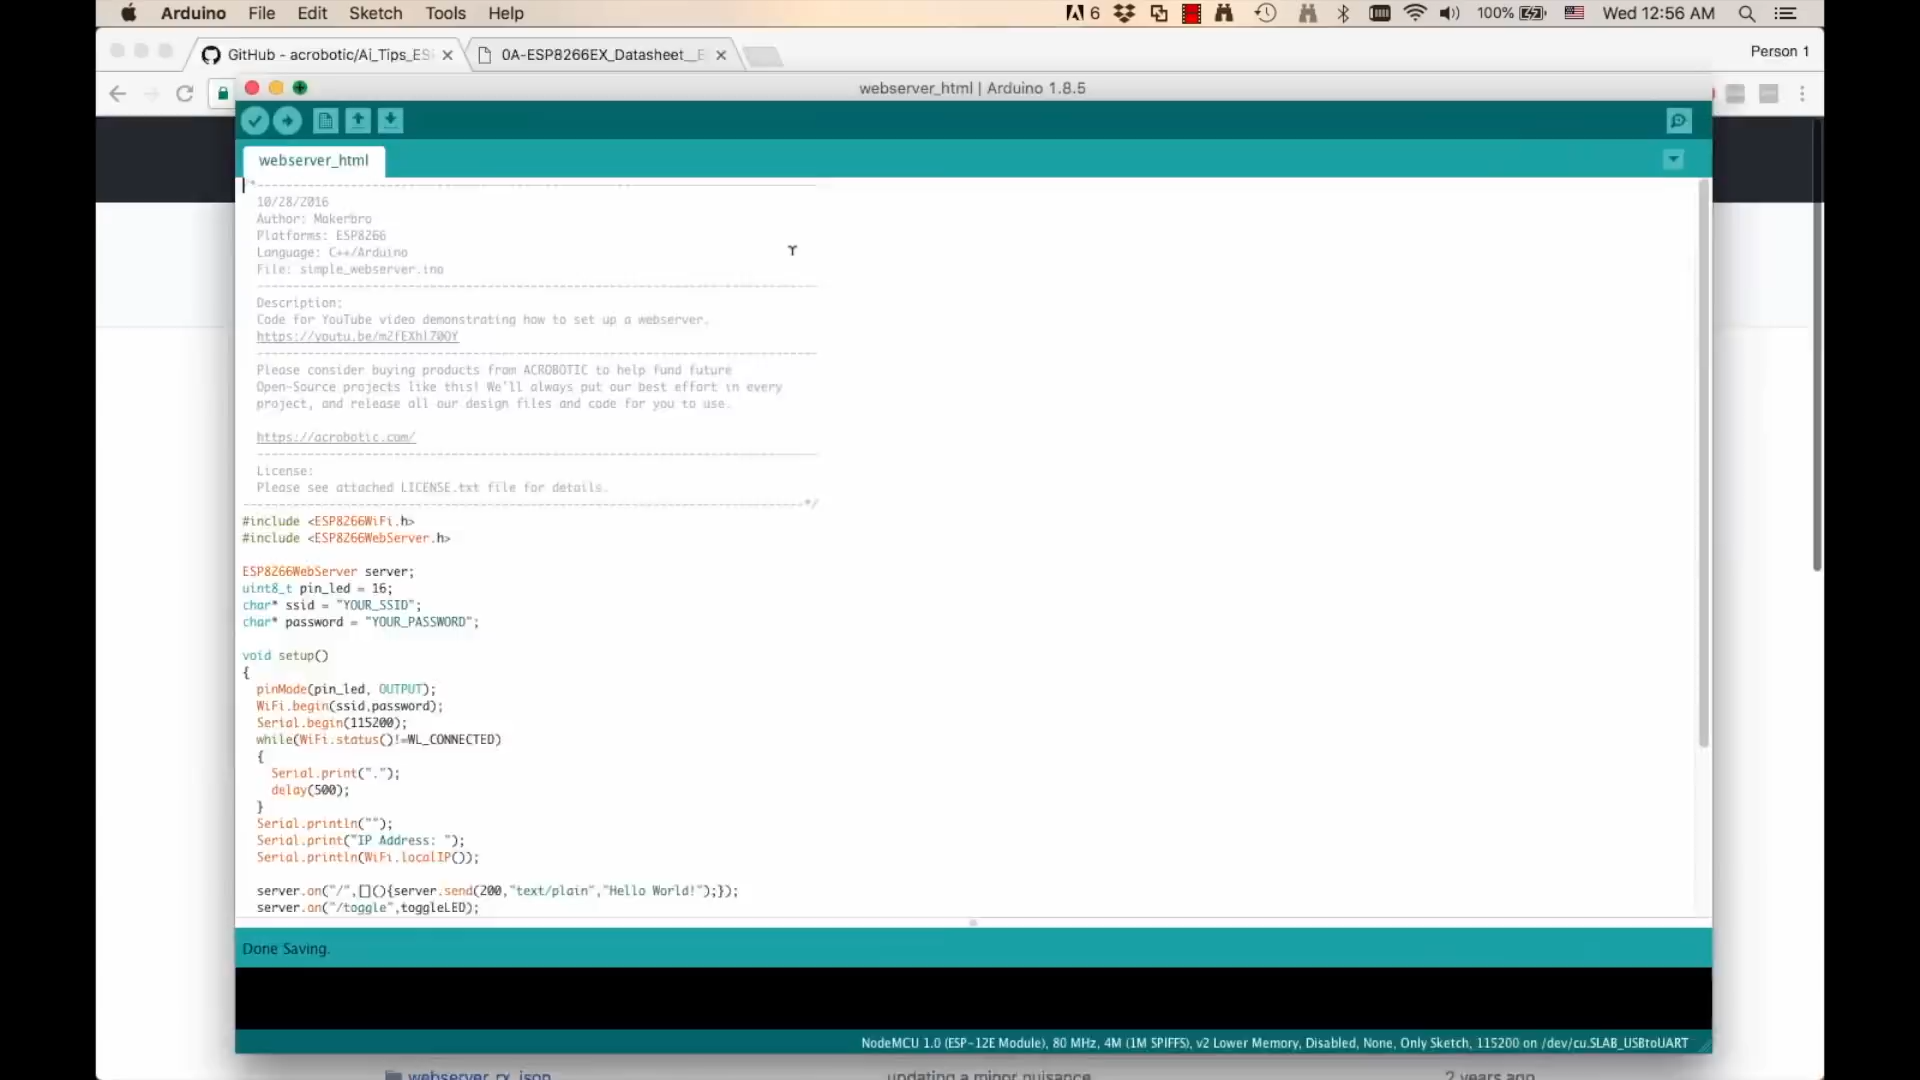 Arduino File Edit Sketch Tools Help 6 100% Wed 12:56 AM
GitHub - acrobotic/Ai_Tips_ES 0A-ESP8266EX_Datasheet__E Person 1
webserver_html | Arduino 1.8.5
webserver_html
10/28/2016
Author: Makerbro
Platforms: ESP8266
Language: C++/Arduino
File: simple_webserver.ino
------------------------------------------------------------------------------
Description:
Code for YouTube video demonstrating how to set up a webserver.
https://youtu.be/m2fEXhl70OY
------------------------------------------------------------------------------
Please consider buying products from ACROBOTIC to help fund future
Open-Source projects like this! We'll always put our best effort in every
project, and release all our design files and code for you to use.
https://acrobotic.com/
------------------------------------------------------------------------------
License:
Please see attached LICENSE.txt file for details.
------------------------------------------------------------------------------*/
#include <ESP8266WiFi.h>
#include <ESP8266WebServer.h>
ESP8266WebServer server;
uint8_t pin_led = 16;
char* ssid = "YOUR_SSID";
char* password = "YOUR_PASSWORD";
void setup()
{
pinMode(pin_led, OUTPUT);
WiFi.begin(ssid,password);
Serial.begin(115200);
while(WiFi.status()!=WL_CONNECTED)
{
Serial.print(".");
delay(500);
}
Serial.println("");
Serial.print("IP Address: ");
Serial.println(WiFi.localIP());
server.on("/",[](){server.send(200,"text/plain","Hello World!");});
server.on("/toggle",toggleLED);
Done Saving.
NodeMCU 1.0 (ESP-12E Module), 80 MHz, 4M (1M SPIFFS), v2 Lower Memory, Disabled, None, Only Sketch, 115200 on /dev/cu.SLAB_USBtoUART
webserver_rx_json updating a minor nuisance 2 years ago